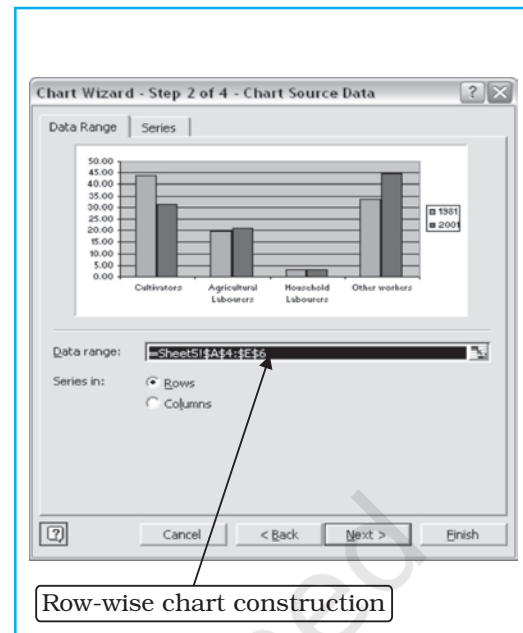 Chart Wizard - Step 2 of 4 - Chart Source Data
Data Range Series
50.00
45.00
40.00
35.00
30.00
25.00
20.00
15.00
10.00
5.00
0.00
Cultivators Agricultural Labourers Household Labourers Other workers
1981
2001
Data range: =Sheet5!$A$4:$E$6
Series in: Rows
Columns
Cancel < Back Next > Finish
Row-wise chart construction